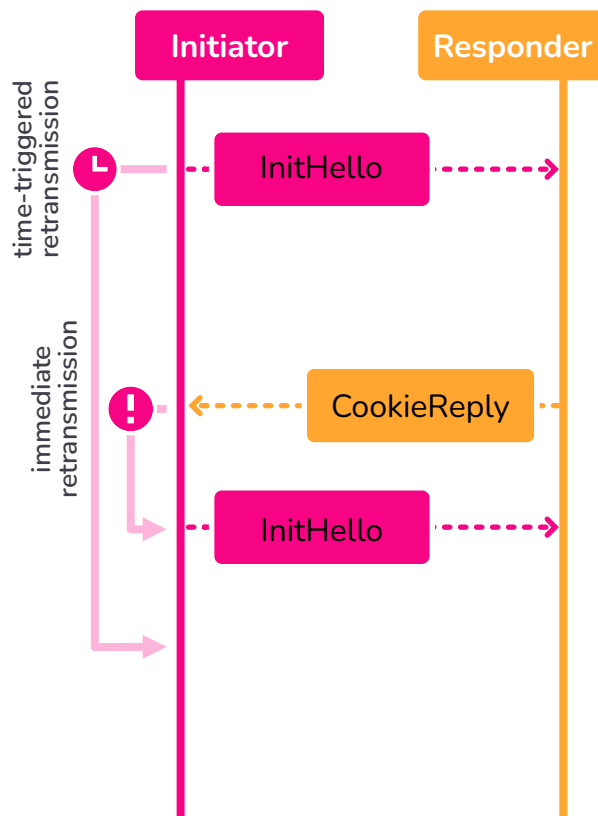 Initiator
Responder
time-triggered
retransmission
InitHello
immediate
retransmission
CookieReply
InitHello